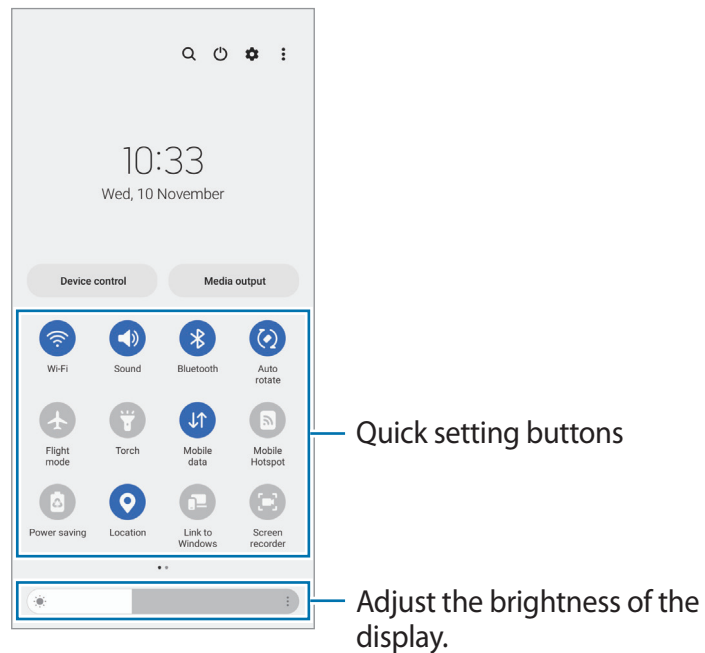 10:33
Wed, 10 November
Device control Media output
Wi-Fi Sound Bluetooth Auto
rotate
Flight
mode Torch Mobile
data Mobile
Hotspot
Power saving Location Link to
Windows Screen
recorder
Quick setting buttons
Adjust the brightness of the
display.